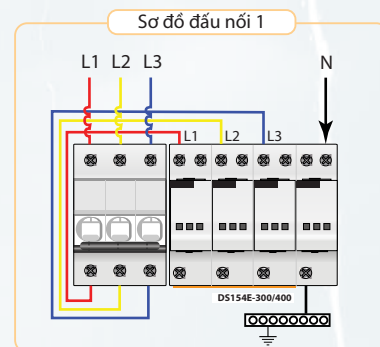 Sơ đồ đấu nối 1
L1 L2 L3 N
L1 L2 L3
DS154E-300/400